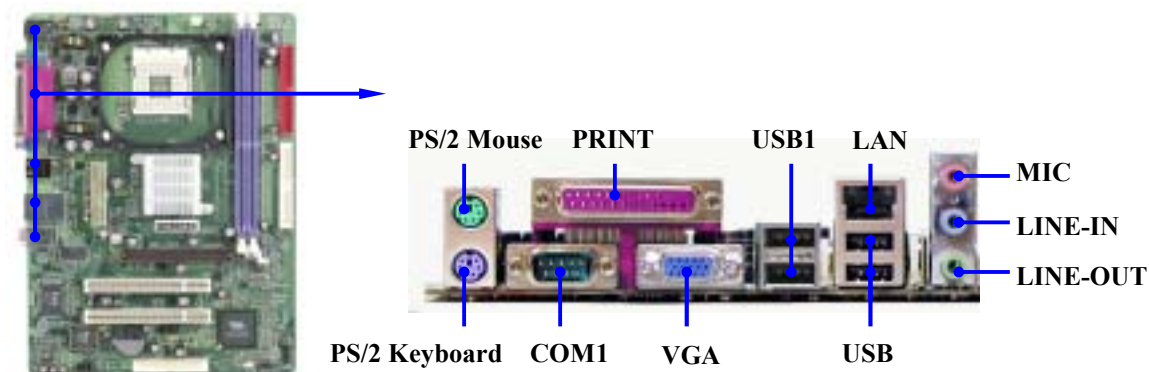 PS/2 Mouse PRINT USB1 LAN
MIC
LINE-IN
LINE-OUT
PS/2 Keyboard COM1 VGA USB